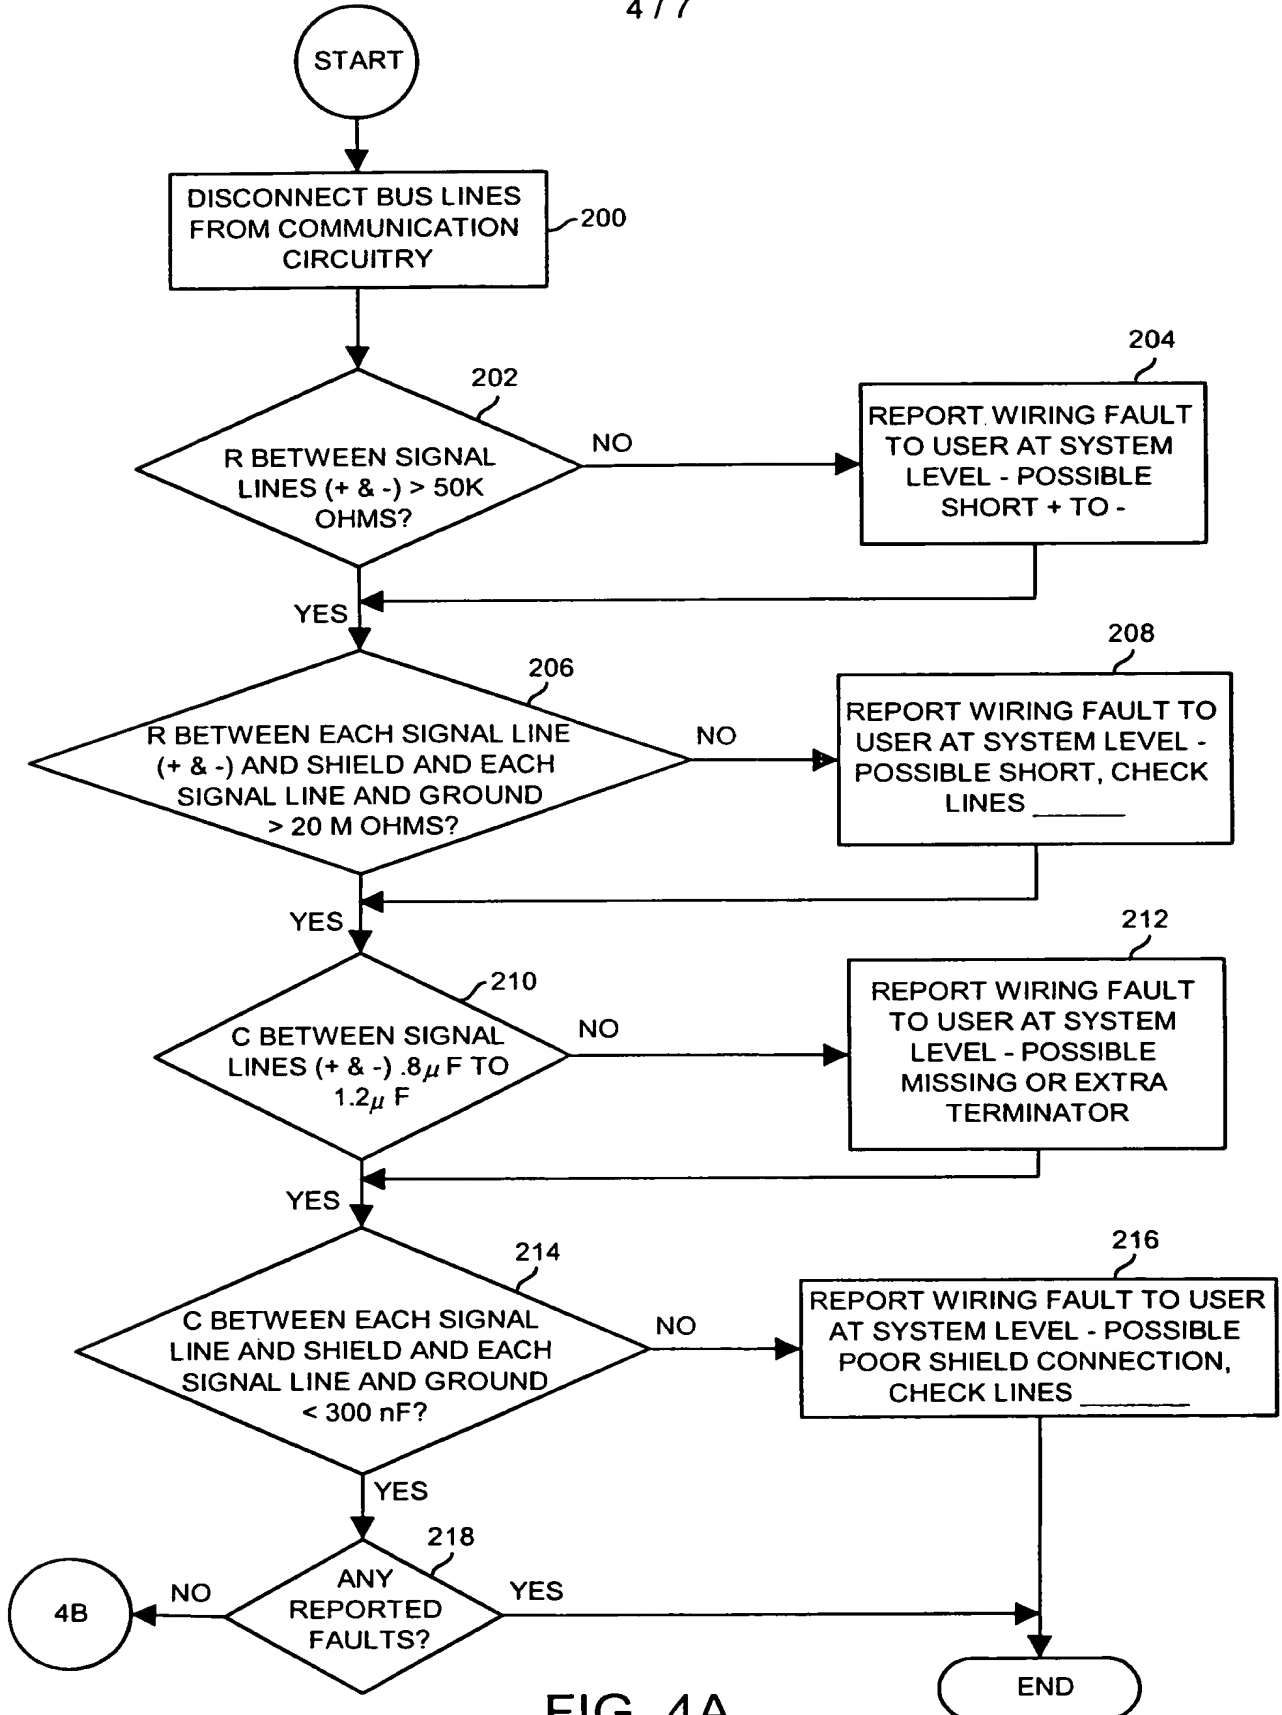 4 / 7
START
DISCONNECT BUS LINES
FROM COMMUNICATION
CIRCUITRY
200
202
R BETWEEN SIGNAL
LINES (+ & -) > 50K
OHMS?
NO
204
REPORT WIRING FAULT
TO USER AT SYSTEM
LEVEL - POSSIBLE
SHORT + TO -
YES
206
R BETWEEN EACH SIGNAL LINE
(+ & -) AND SHIELD AND EACH
SIGNAL LINE AND GROUND
> 20 M OHMS?
NO
208
REPORT WIRING FAULT TO
USER AT SYSTEM LEVEL -
POSSIBLE SHORT, CHECK
LINES ______
YES
210
C BETWEEN SIGNAL
LINES (+ & -) .8μ F TO
1.2μ F
NO
212
REPORT WIRING FAULT
TO USER AT SYSTEM
LEVEL - POSSIBLE
MISSING OR EXTRA
TERMINATOR
YES
214
C BETWEEN EACH SIGNAL
LINE AND SHIELD AND EACH
SIGNAL LINE AND GROUND
< 300 nF?
NO
216
REPORT WIRING FAULT TO USER
AT SYSTEM LEVEL - POSSIBLE
POOR SHIELD CONNECTION,
CHECK LINES _______
YES
218
ANY
REPORTED
FAULTS?
NO
4B
YES
END
FIG. 4A